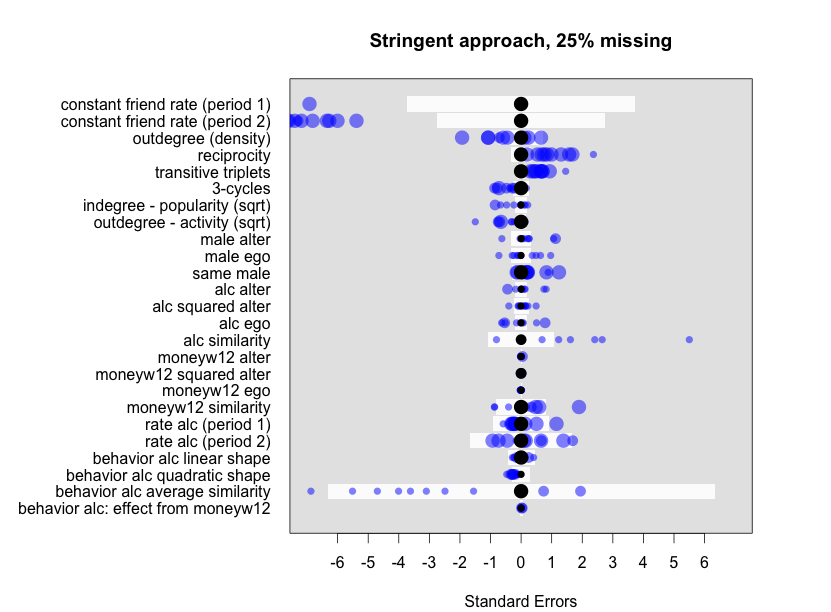 Stringent approach, 25% missing
constant friend rate (period 1)
constant friend rate (period 2)
outdegree (density)
reciprocity
transitive triplets
3-cycles
indegree - popularity (sqrt)
outdegree - activity (sqrt)
male alter
male ego
same male
alc alter
alc squared alter
alc ego
alc similarity
moneyw12 alter
moneyw12 squared alter
moneyw12 ego
moneyw12 similarity
rate alc (period 1)
rate alc (period 2)
behavior alc linear shape
behavior alc quadratic shape
behavior alc average similarity
behavior alc: effect from moneyw12
-6 -5 -4 -3 -2 -1 0 1 2 3 4 5 6
Standard Errors